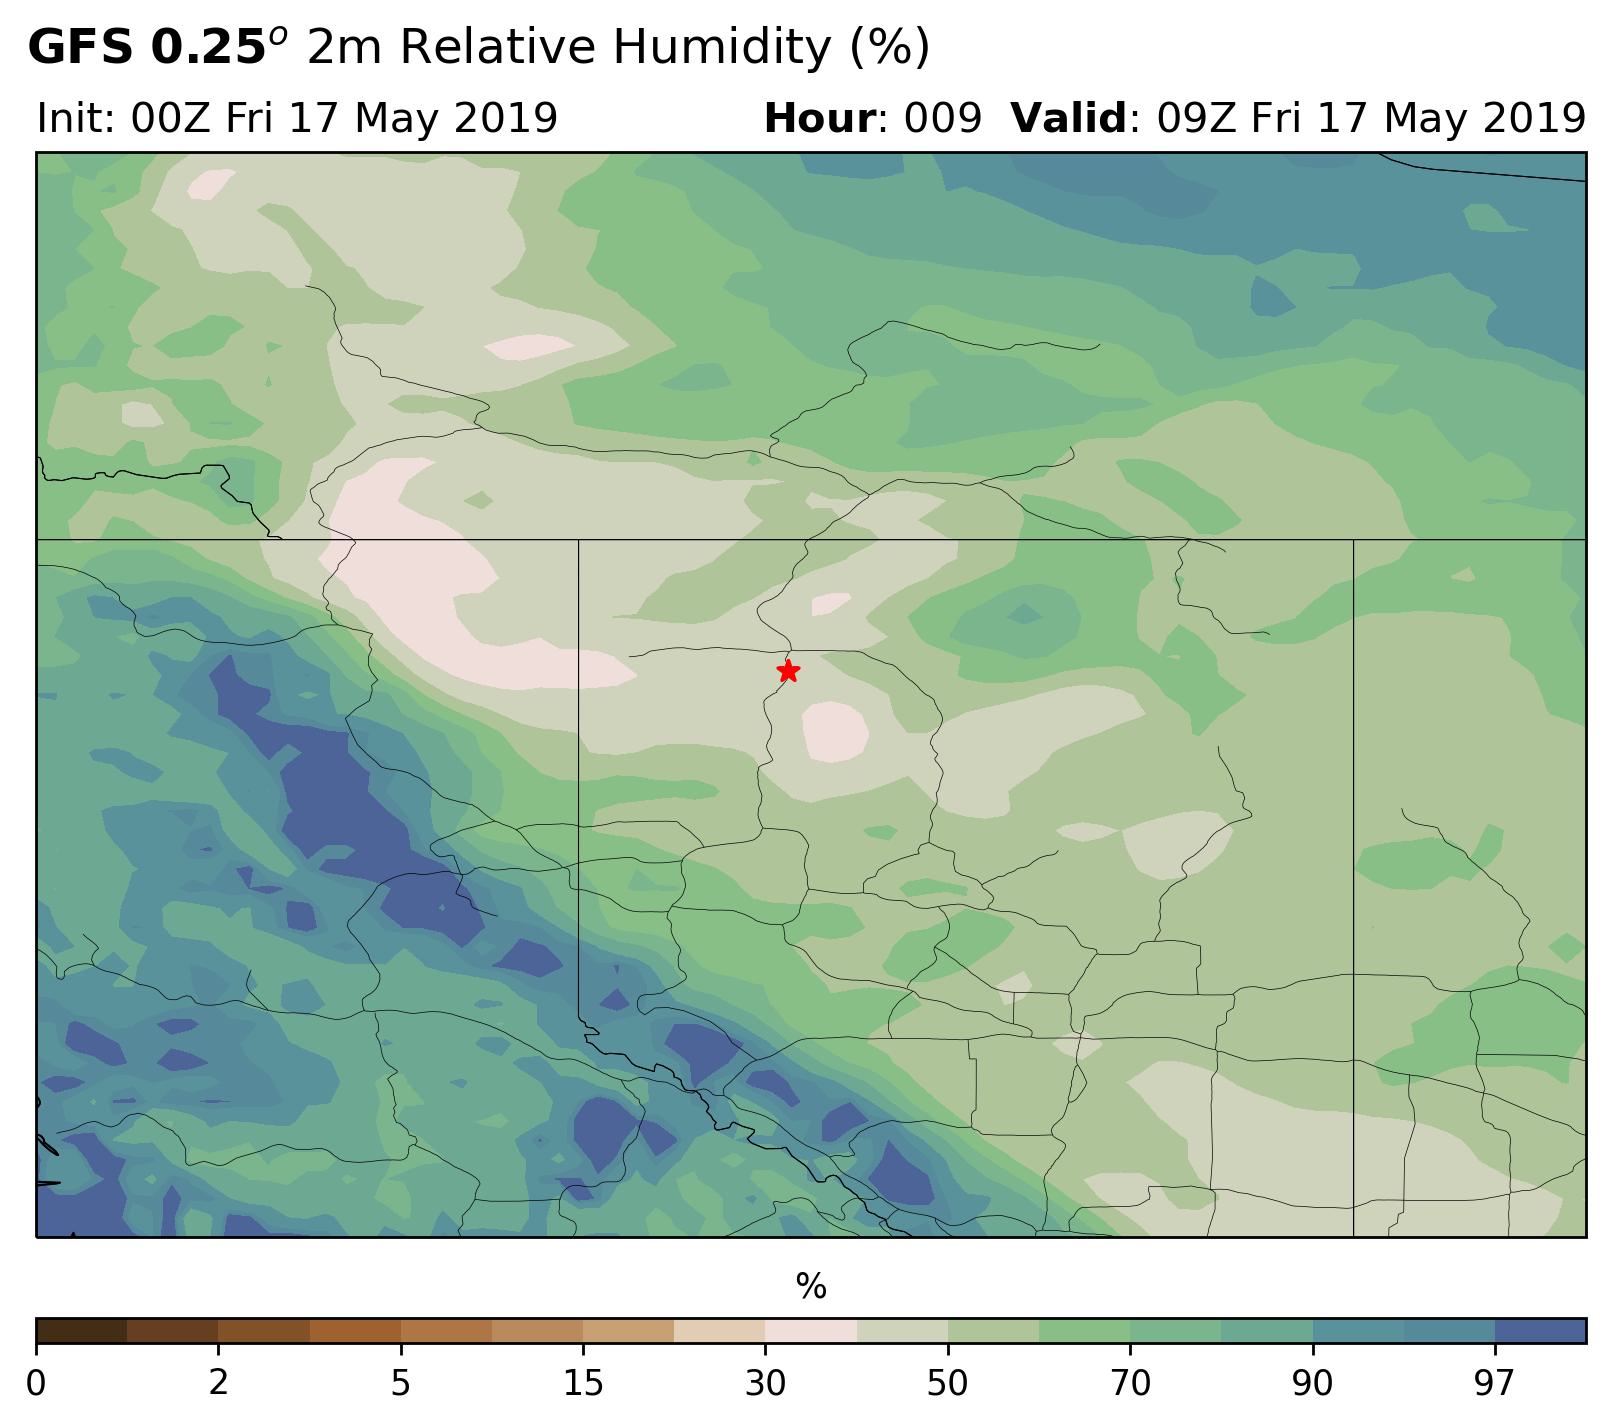 GFS 0.25° 2m Relative Humidity (%)
Init: 00Z Fri 17 May 2019 Hour: 009 Valid: 09Z Fri 17 May 2019
%
0 2 5 15 30 50 70 90 97